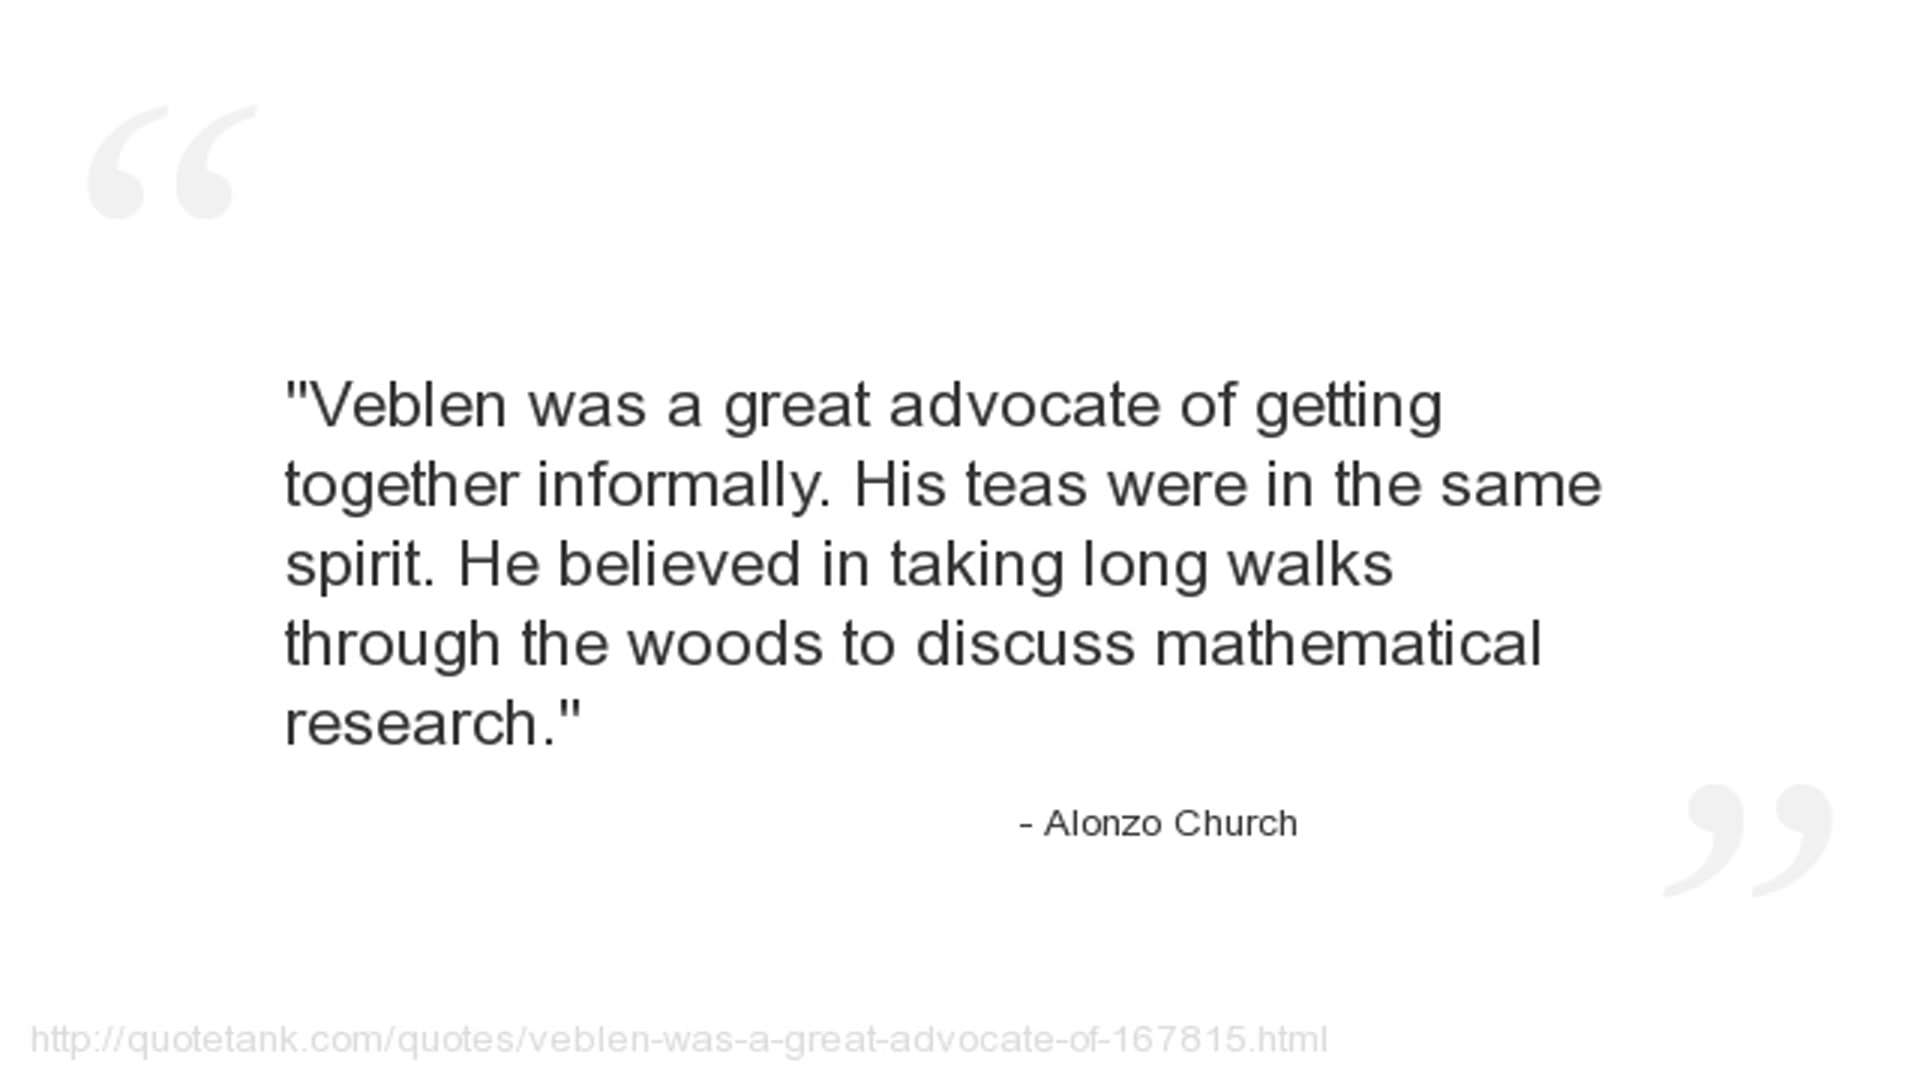 "Veblen was a great advocate of getting
together informally. His teas were in the same
spirit. He believed in taking long walks
through the woods to discuss mathematical
research."
- Alonzo Church
http://quotetank.com/quotes/veblen-was-a-great-advocate-of-167815.html